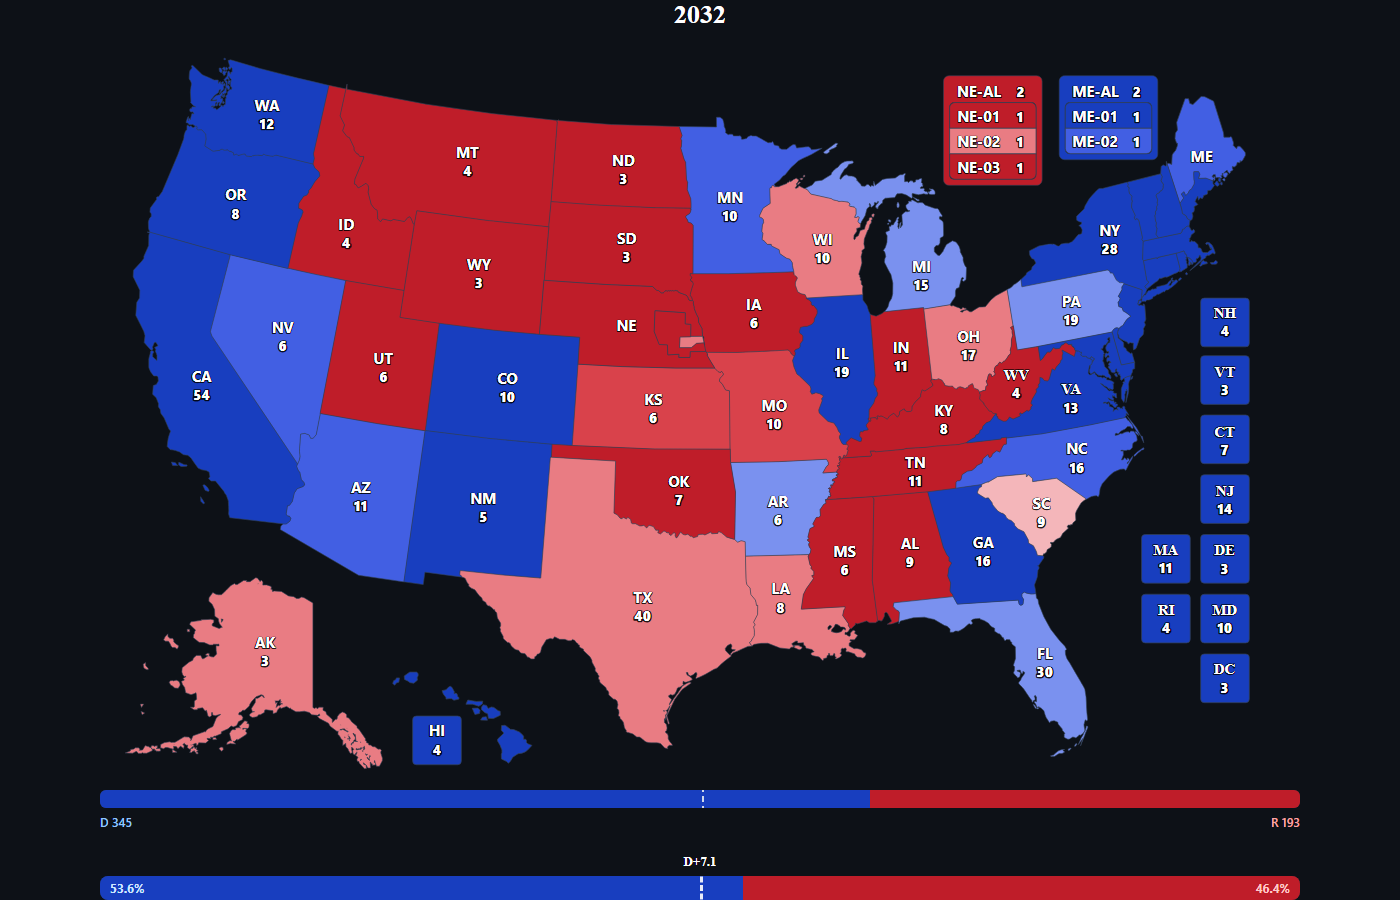 2032
WA
12
OR
8
CA
54
NV
6
ID
4
MT
4
WY
3
UT
6
CO
10
AZ
11
NM
5
ND
3
SD
3
NE
KS
6
OK
7
TX
40
MN
10
IA
6
MO
10
AR
6
LA
8
WI
10
IL
19
MI
15
IN
11
OH
17
KY
8
TN
11
MS
6
AL
9
GA
16
FL
30
SC
9
NC
16
VA
13
WV
4
PA
19
NY
28
ME
AK
3
HI
4
NE-AL 2
NE-01 1
NE-02 1
NE-03 1
ME-AL 2
ME-01 1
ME-02 1
NH
4
VT
3
CT
7
NJ
14
MA
11
DE
3
RI
4
MD
10
DC
3
D 345
R 193
D+7.1
53.6%
46.4%